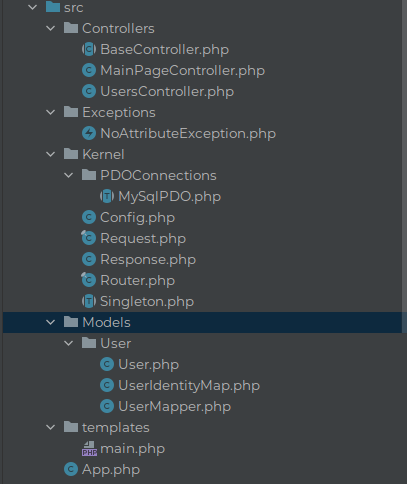 src
Controllers
BaseController.php
MainPageController.php
UsersController.php
Exceptions
NoAttributeException.php
Kernel
PDOConnections
MySqlPDO.php
Config.php
Request.php
Response.php
Router.php
Singleton.php
Models
User
User.php
UserIdentityMap.php
UserMapper.php
templates
main.php
App.php